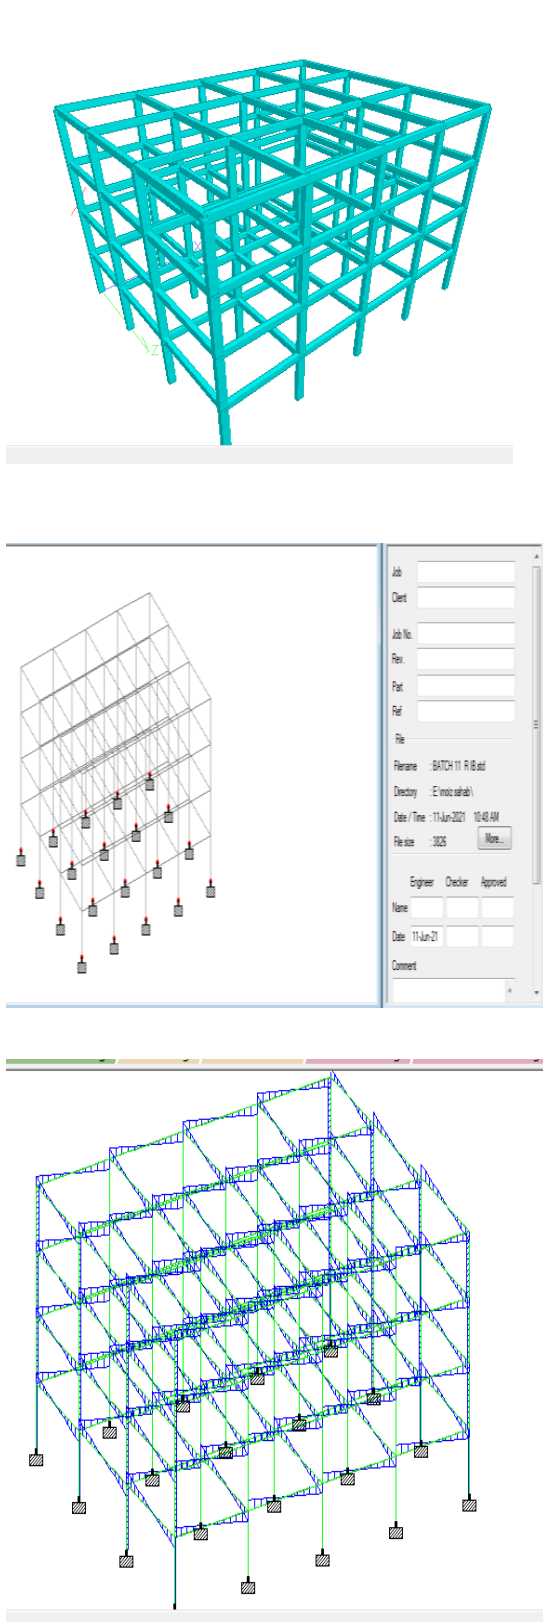 X
Z
Job
Client
Job No.
Rev.
Part
Ref
File
Filename : BATCH 11 R IB.std
Directory : E:\moiz sahab\
Date / Time : 11-Jun-2021 10:48 AM
File size : 3826 More...
Engineer Checker Approved
Name
Date 11-Jun-21
Comment